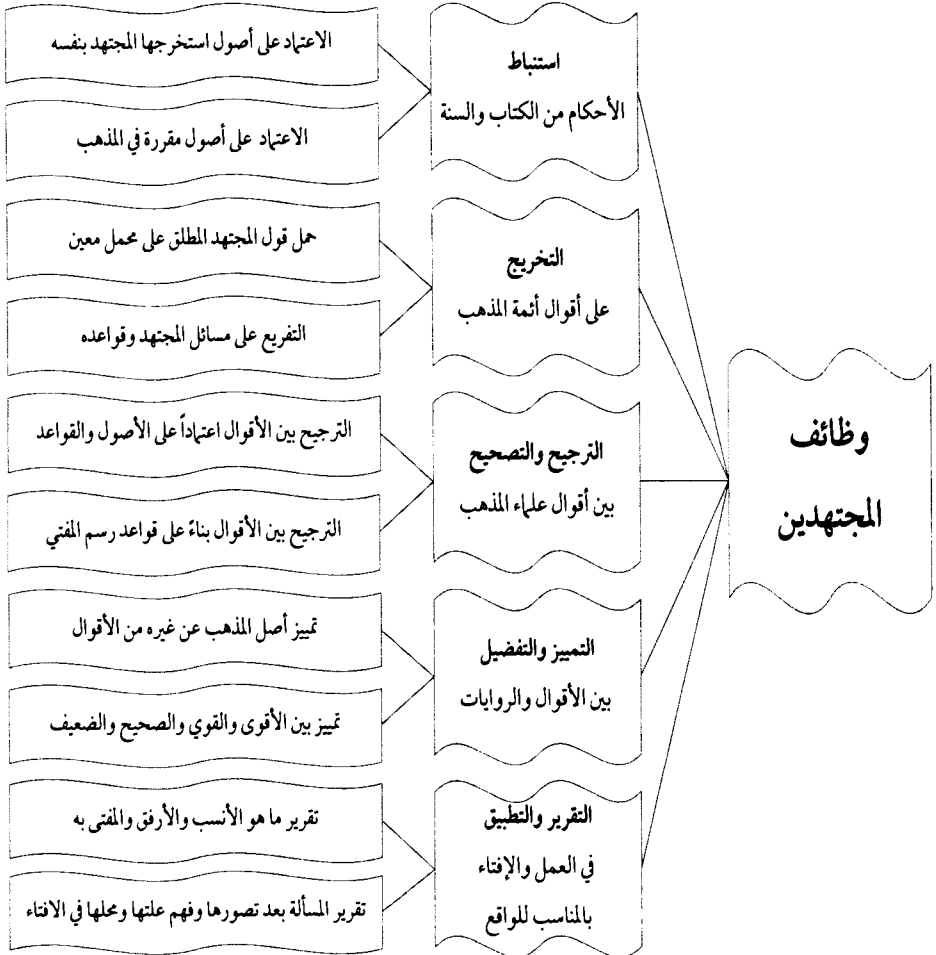 وظائف
المجتهدين
استنباط
الأحكام من الكتاب والسنة
الاعتماد على أصول استخرجها المجتهد بنفسه
الاعتماد على أصول مقررة في المذهب
التخريج
على أقوال أئمة المذهب
حمل قول المجتهد المطلق على محمل معين
التفريع على مسائل المجتهد وقواعده
الترجيح والتصحيح
بين أقوال علماء المذهب
الترجيح بين الأقوال اعتماداً على الأصول والقواعد
الترجيح بين الأقوال بناءً على قواعد رسم المفتي
التمييز والتفضيل
بين الأقوال والروايات
تمييز أصل المذهب عن غيره من الأقوال
تمييز بين الأقوى والقوي والصحيح والضعيف
التقرير والتطبيق
في العمل والإفتاء
بالمناسب للواقع
تقرير ما هو الأنسب والأرفق والمفتى به
تقرير المسألة بعد تصورها وفهم علتها ومحلها في الافتاء